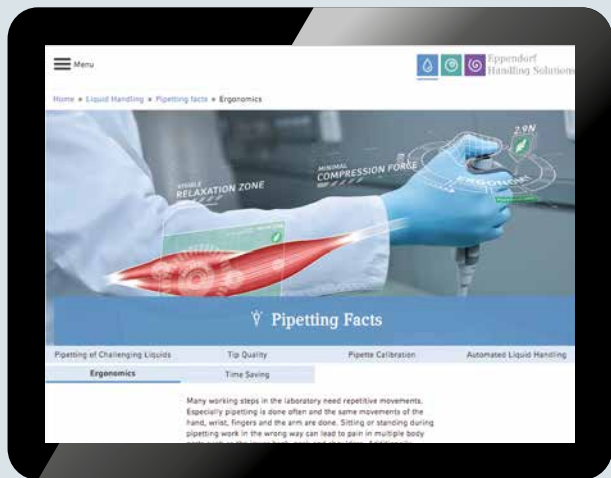 Menu
Eppendorf
Handling Solutions
Home » Liquid Handling » Pipetting facts » Ergonomics
2.9N
MINIMAL
COMPRESSION FORCE
VISIBLE
RELAXATION ZONE
ERGONOMY
Pipetting Facts
Pipetting of Challenging Liquids
Tip Quality
Pipette Calibration
Automated Liquid Handling
Ergonomics
Time Saving
Many working steps in the laboratory need repetitive movements.
Especially pipetting is done often and the same movements of the
hand, wrist, fingers and the arm are done. Sitting or standing during
pipetting work in the wrong way can lead to pain in multiple body